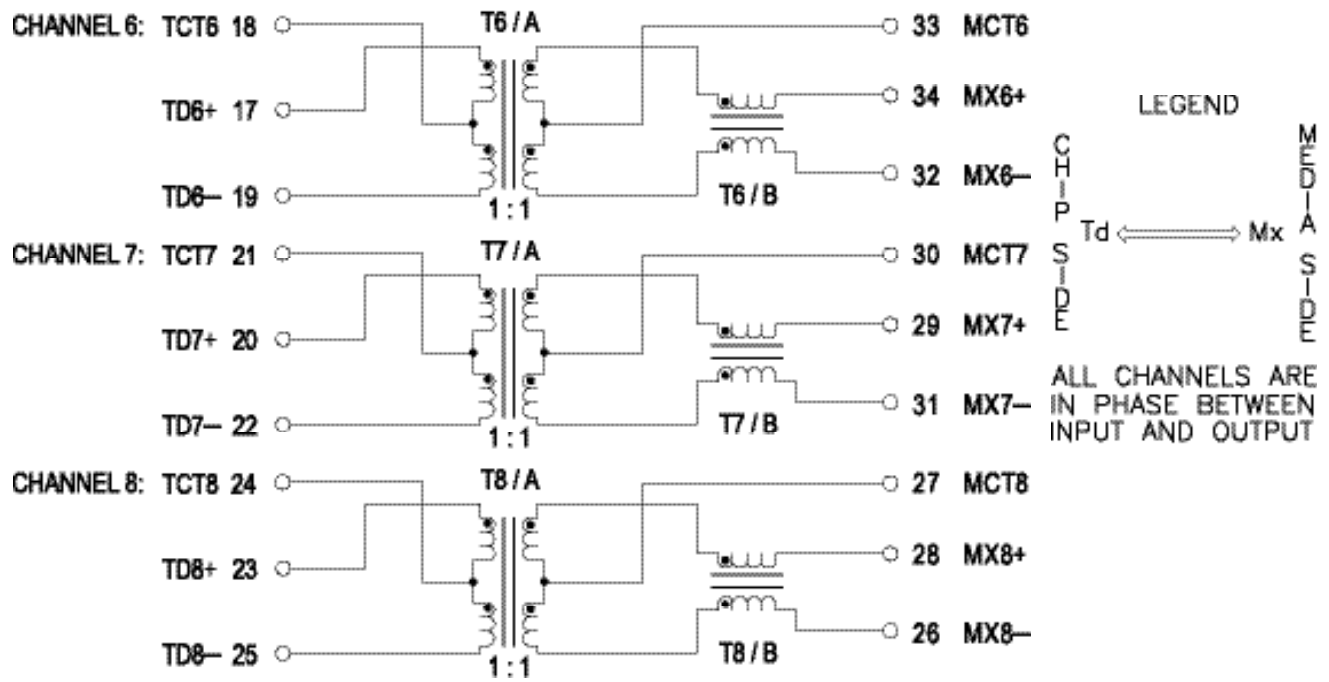 CHANNEL 6: TCT6 18
T6 / A
33 MCT6
TD6+ 17
34 MX6+
TD6– 19
32 MX6–
T6 / B
1 : 1
CHANNEL 7: TCT7 21
T7 / A
30 MCT7
TD7+ 20
29 MX7+
TD7– 22
31 MX7–
T7 / B
1 : 1
CHANNEL 8: TCT8 24
T8 / A
27 MCT8
TD8+ 23
28 MX8+
TD8– 25
26 MX8–
T8 / B
1 : 1
LEGEND
CHIP SIDE
Td
Mx
MEDIA SIDE
ALL CHANNELS ARE
IN PHASE BETWEEN
INPUT AND OUTPUT